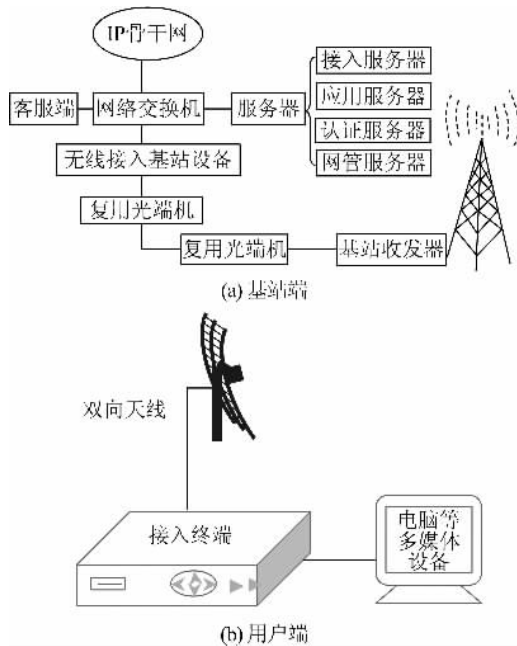 IP骨干网
接入服务器
应用服务器
客服端
网络交换机
服务器
认证服务器
网管服务器
无线接入基站设备
复用光端机
复用光端机
基站收发器
(a) 基站端
双向天线
接入终端
电脑等
多媒体
设备
(b) 用户端